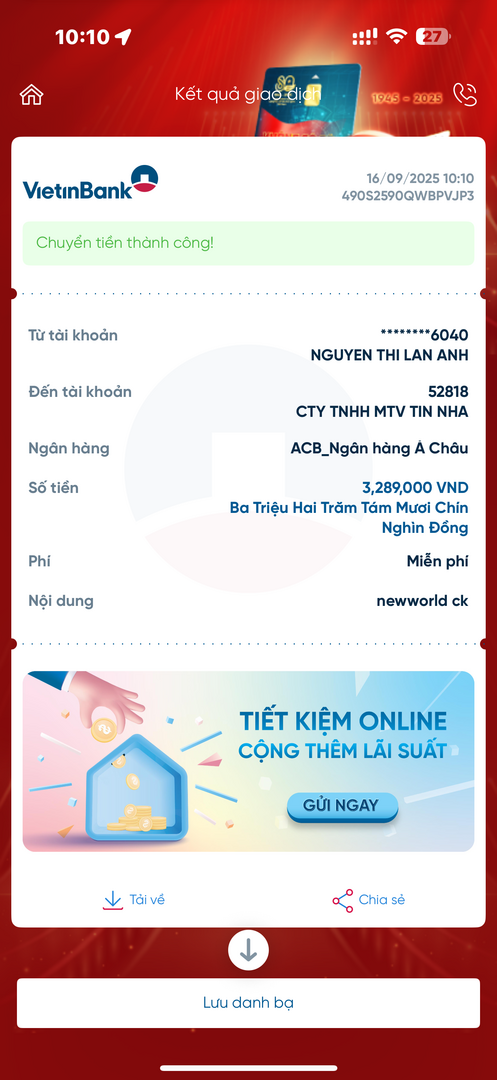 10:10
27
Kết quả giao dịch
1945 - 2025
VietinBank
16/09/2025 10:10
490S2590QWBPVJP3
Chuyển tiền thành công!
Từ tài khoản
********6040
NGUYEN THI LAN ANH
Đến tài khoản
52818
CTY TNHH MTV TIN NHA
Ngân hàng
ACB_Ngân hàng Á Châu
Số tiền
3,289,000 VND
Ba Triệu Hai Trăm Tám Mươi Chín
Nghìn Đồng
Phí
Miễn phí
Nội dung
newworld ck
TIẾT KIỆM ONLINE
CỘNG THÊM LÃI SUẤT
GỬI NGAY
Tải về
Chia sẻ
Lưu danh bạ